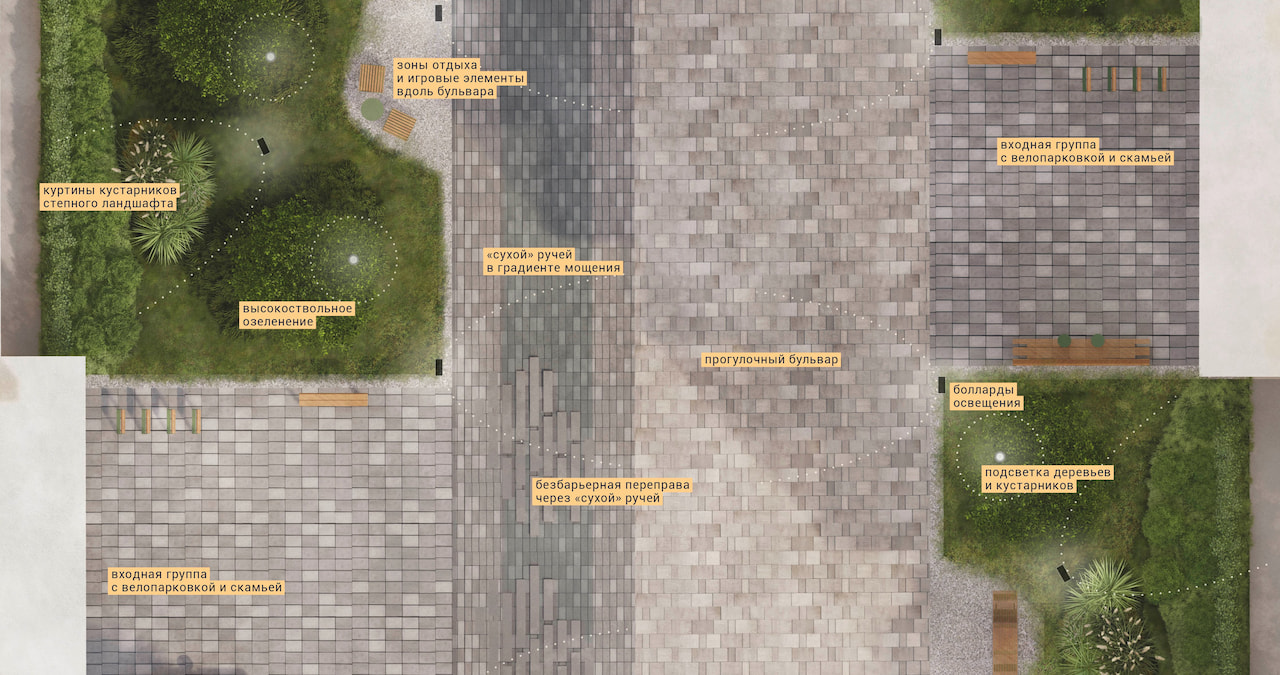 зоны отдыха
и игровые элементы
вдоль бульвара
входная группа
с велопарковкой и скамьей
куртины кустарников
степного ландшафта
«сухой» ручей
в градиенте мощения
высокоствольное
озеленение
прогулочный бульвар
болларды
освещения
подсветка деревьев
и кустарников
безбарьерная переправа
через «сухой» ручей
входная группа
с велопарковкой и скамьей